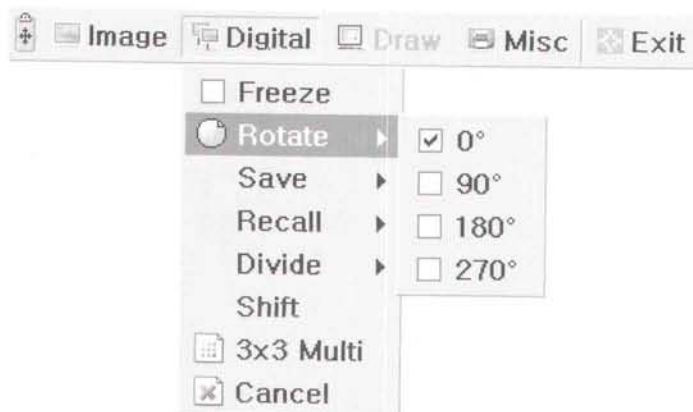 Image Digital Draw Misc Exit
Freeze
Rotate
0°
90°
180°
270°
Save
Recall
Divide
Shift
3x3 Multi
Cancel